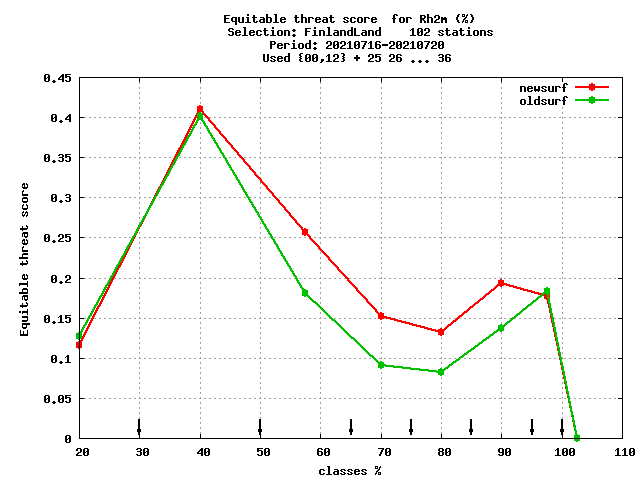 Equitable threat score  for Rh2m (%)
Selection: FinlandLand    102 stations
Period: 20210716-20210720
Used {00,12} + 25 26 ... 36
newsurf
oldsurf
Equitable threat score
0.45
0.4
0.35
0.3
0.25
0.2
0.15
0.1
0.05
0
20 30 40 50 60 70 80 90 100 110
classes %